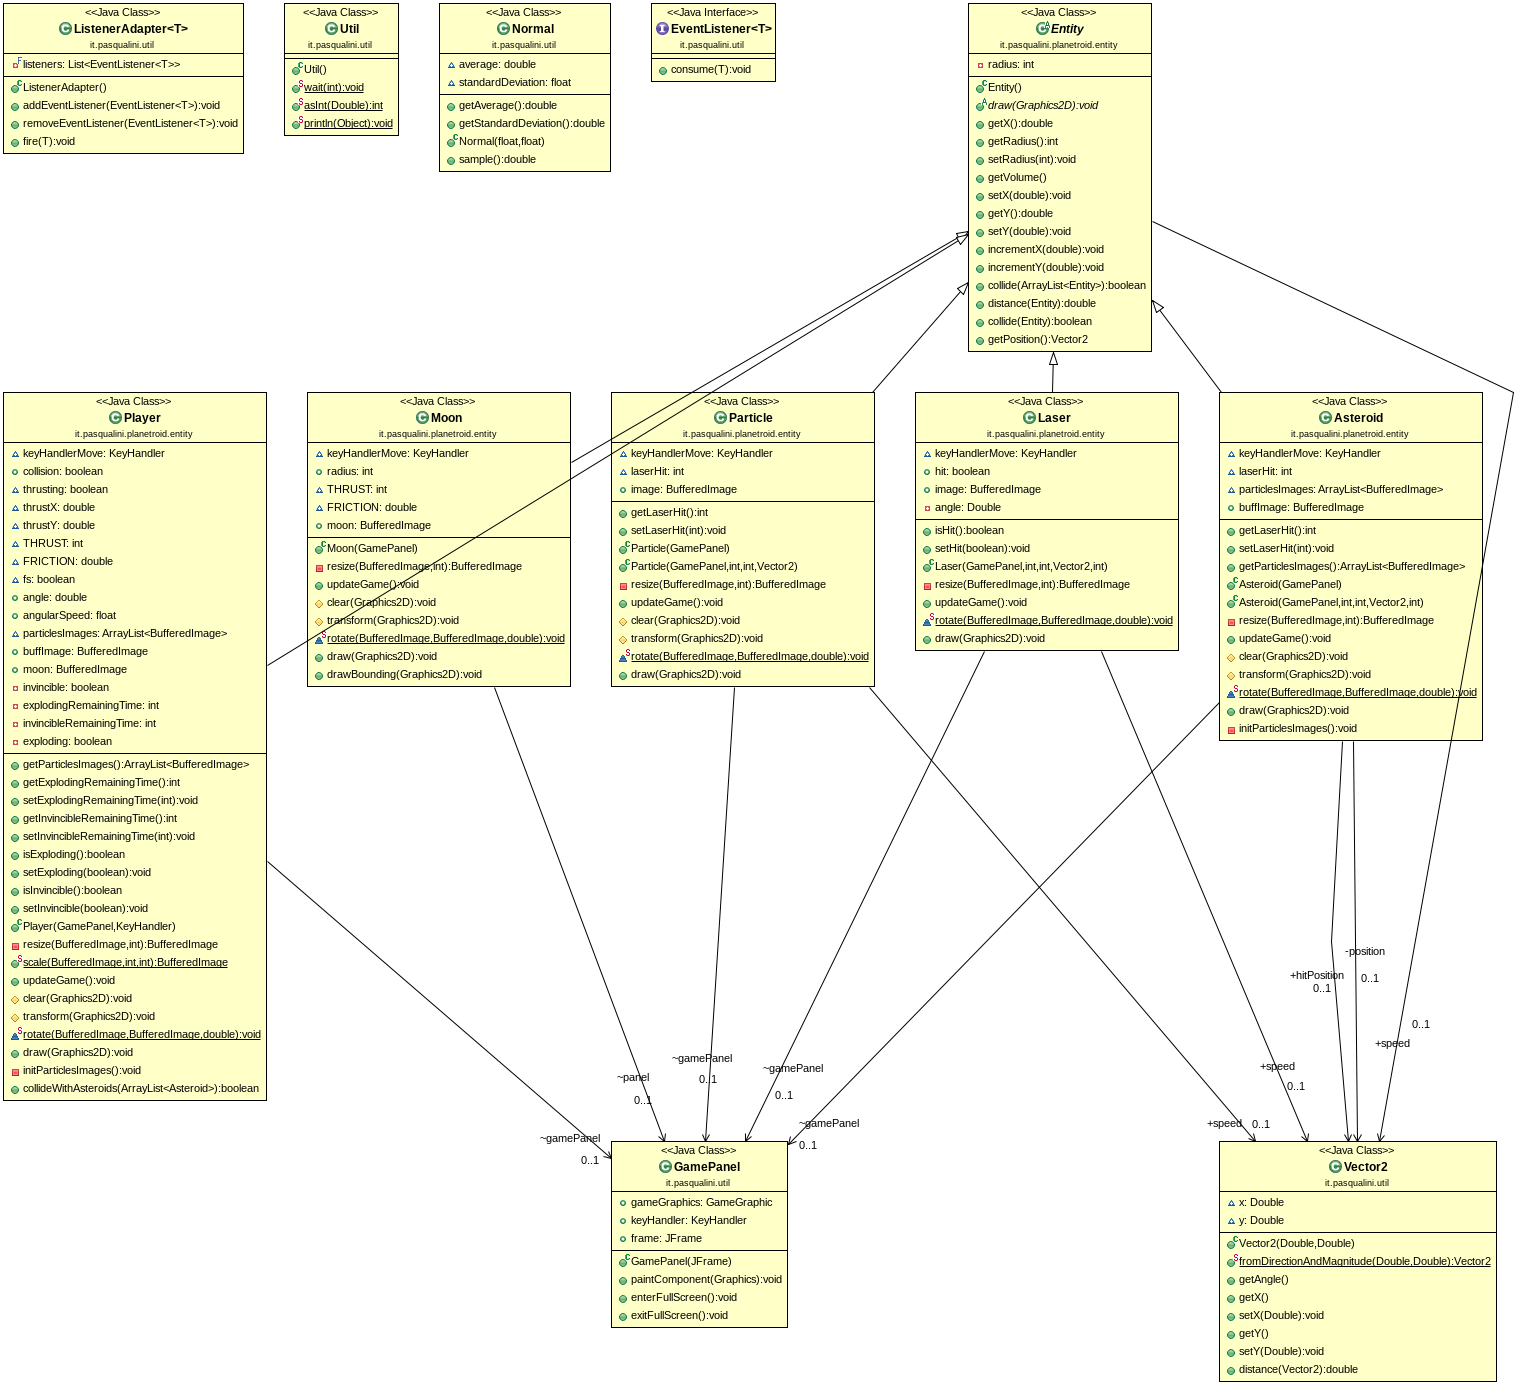 <<Java Class>>
ListenerAdapter<T>
it.pasqualini.util
listeners: List<EventListener<T>>
ListenerAdapter()
addEventListener(EventListener<T>):void
removeEventListener(EventListener<T>):void
fire(T):void
<<Java Class>>
Util
it.pasqualini.util
Util()
wait(int):void
asInt(Double):int
println(Object):void
<<Java Class>>
Normal
it.pasqualini.util
average: double
standardDeviation: float
getAverage():double
getStandardDeviation():double
Normal(float,float)
sample():double
<<Java Interface>>
EventListener<T>
it.pasqualini.util
consume(T):void
<<Java Class>>
Entity
it.pasqualini.planetroid.entity
radius: int
Entity()
draw(Graphics2D):void
getX():double
getRadius():int
setRadius(int):void
getVolume()
setX(double):void
getY():double
setY(double):void
incrementX(double):void
incrementY(double):void
collide(ArrayList<Entity>):boolean
distance(Entity):double
collide(Entity):boolean
getPosition():Vector2
<<Java Class>>
Player
it.pasqualini.planetroid.entity
keyHandlerMove: KeyHandler
collision: boolean
thrusting: boolean
thrustX: double
thrustY: double
THRUST: int
FRICTION: double
fs: boolean
angle: double
angularSpeed: float
particlesImages: ArrayList<BufferedImage>
buffImage: BufferedImage
moon: BufferedImage
invincible: boolean
explodingRemainingTime: int
invincibleRemainingTime: int
exploding: boolean
getParticlesImages():ArrayList<BufferedImage>
getExplodingRemainingTime():int
setExplodingRemainingTime(int):void
getInvincibleRemainingTime():int
setInvincibleRemainingTime(int):void
isExploding():boolean
setExploding(boolean):void
isInvincible():boolean
setInvincible(boolean):void
Player(GamePanel,KeyHandler)
resize(BufferedImage,int):BufferedImage
scale(BufferedImage,int,int):BufferedImage
updateGame():void
clear(Graphics2D):void
transform(Graphics2D):void
rotate(BufferedImage,BufferedImage,double):void
draw(Graphics2D):void
initParticlesImages():void
collideWithAsteroids(ArrayList<Asteroid>):boolean
<<Java Class>>
Moon
it.pasqualini.planetroid.entity
keyHandlerMove: KeyHandler
radius: int
THRUST: int
FRICTION: double
moon: BufferedImage
Moon(GamePanel)
resize(BufferedImage,int):BufferedImage
updateGame():void
clear(Graphics2D):void
transform(Graphics2D):void
rotate(BufferedImage,BufferedImage,double):void
draw(Graphics2D):void
drawBounding(Graphics2D):void
<<Java Class>>
Particle
it.pasqualini.planetroid.entity
keyHandlerMove: KeyHandler
laserHit: int
image: BufferedImage
getLaserHit():int
setLaserHit(int):void
Particle(GamePanel)
Particle(GamePanel,int,int,Vector2)
resize(BufferedImage,int):BufferedImage
updateGame():void
clear(Graphics2D):void
transform(Graphics2D):void
rotate(BufferedImage,BufferedImage,double):void
draw(Graphics2D):void
<<Java Class>>
Laser
it.pasqualini.planetroid.entity
keyHandlerMove: KeyHandler
hit: boolean
image: BufferedImage
angle: Double
isHit():boolean
setHit(boolean):void
Laser(GamePanel,int,int,Vector2,int)
resize(BufferedImage,int):BufferedImage
updateGame():void
rotate(BufferedImage,BufferedImage,double):void
draw(Graphics2D):void
<<Java Class>>
Asteroid
it.pasqualini.planetroid.entity
keyHandlerMove: KeyHandler
laserHit: int
particlesImages: ArrayList<BufferedImage>
buffImage: BufferedImage
getLaserHit():int
setLaserHit(int):void
getParticlesImages():ArrayList<BufferedImage>
Asteroid(GamePanel)
Asteroid(GamePanel,int,int,Vector2,int)
resize(BufferedImage,int):BufferedImage
updateGame():void
clear(Graphics2D):void
transform(Graphics2D):void
rotate(BufferedImage,BufferedImage,double):void
draw(Graphics2D):void
initParticlesImages():void
-position
+hitPosition
0..1
0..1
0..1
+speed
~gamePanel
0..1
~panel
0..1
~gamePanel
0..1
+speed
0..1
~gamePanel
0..1
+speed
0..1
~gamePanel
0..1
<<Java Class>>
GamePanel
it.pasqualini.util
gameGraphics: GameGraphic
keyHandler: KeyHandler
frame: JFrame
GamePanel(JFrame)
paintComponent(Graphics):void
enterFullScreen():void
exitFullScreen():void
<<Java Class>>
Vector2
it.pasqualini.util
x: Double
y: Double
Vector2(Double,Double)
fromDirectionAndMagnitude(Double,Double):Vector2
getAngle()
getX()
setX(Double):void
getY()
setY(Double):void
distance(Vector2):double